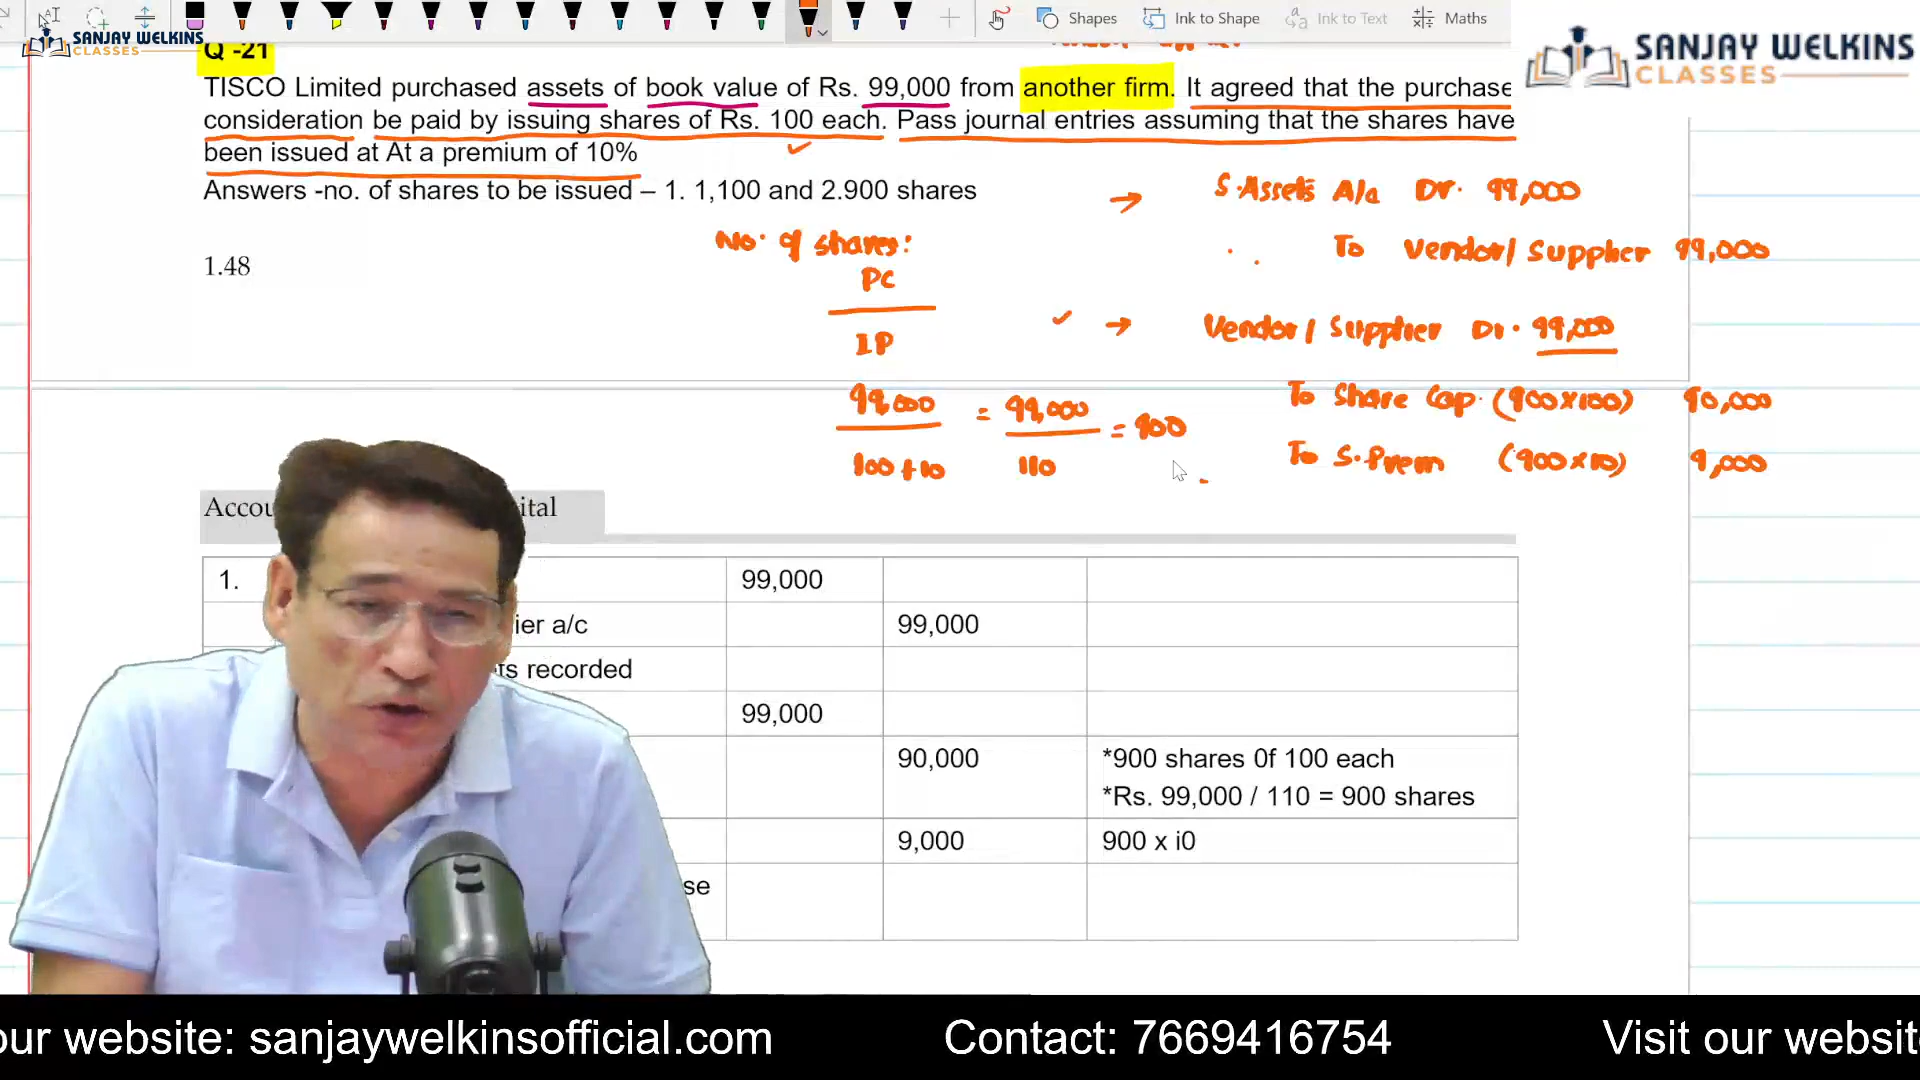 Shapes Ink to Shape Ink to Text Maths
SANJAY WELKINS
CLASSES
SANJAY WELKINS
CLASSES
Q -21
TISCO Limited purchased assets of book value of Rs. 99,000 from another firm. It agreed that the purchase
consideration be paid by issuing shares of Rs. 100 each. Pass journal entries assuming that the shares have
been issued at At a premium of 10%
Answers -no. of shares to be issued – 1. 1,100 and 2.900 shares
1.48
No. of shares:
PC
IP
99,000 = 99,000 = 900
100 + 10 110
→ S.Assets A/c Dr. 99,000
To Vendor/ Supplier 99,000
→ Vendor/ Supplier Dr. 99,000
To Share Cap. (900x100) 90,000
To S.Prem (900x10) 9,000
Accou ital
1. 99,000
ier a/c 99,000
ts recorded
99,000
90,000 *900 shares 0f 100 each
*Rs. 99,000 / 110 = 900 shares
9,000 900 x i0
se
our website: sanjaywelkinsofficial.com Contact: 7669416754 Visit our website